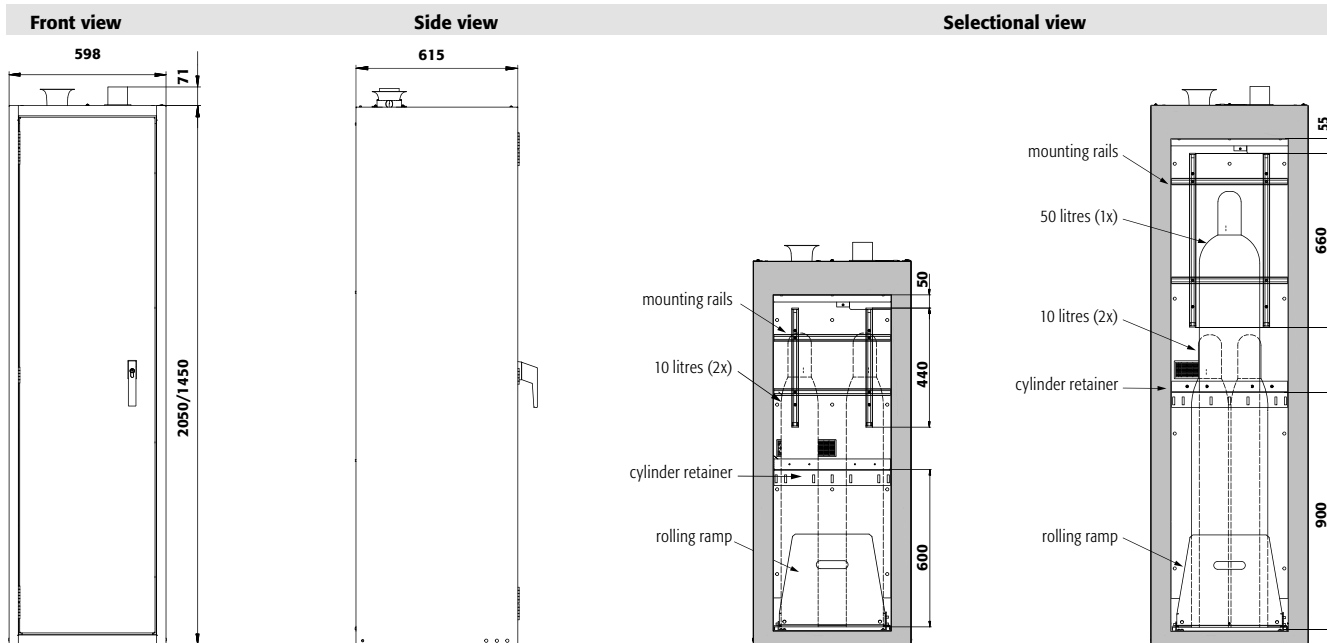 Front view
Side view
Selectional view
598
71
2050/1450
615
mounting rails
10 litres (2x)
cylinder retainer
rolling ramp
50
440
600
mounting rails
50 litres (1x)
10 litres (2x)
cylinder retainer
rolling ramp
55
660
900